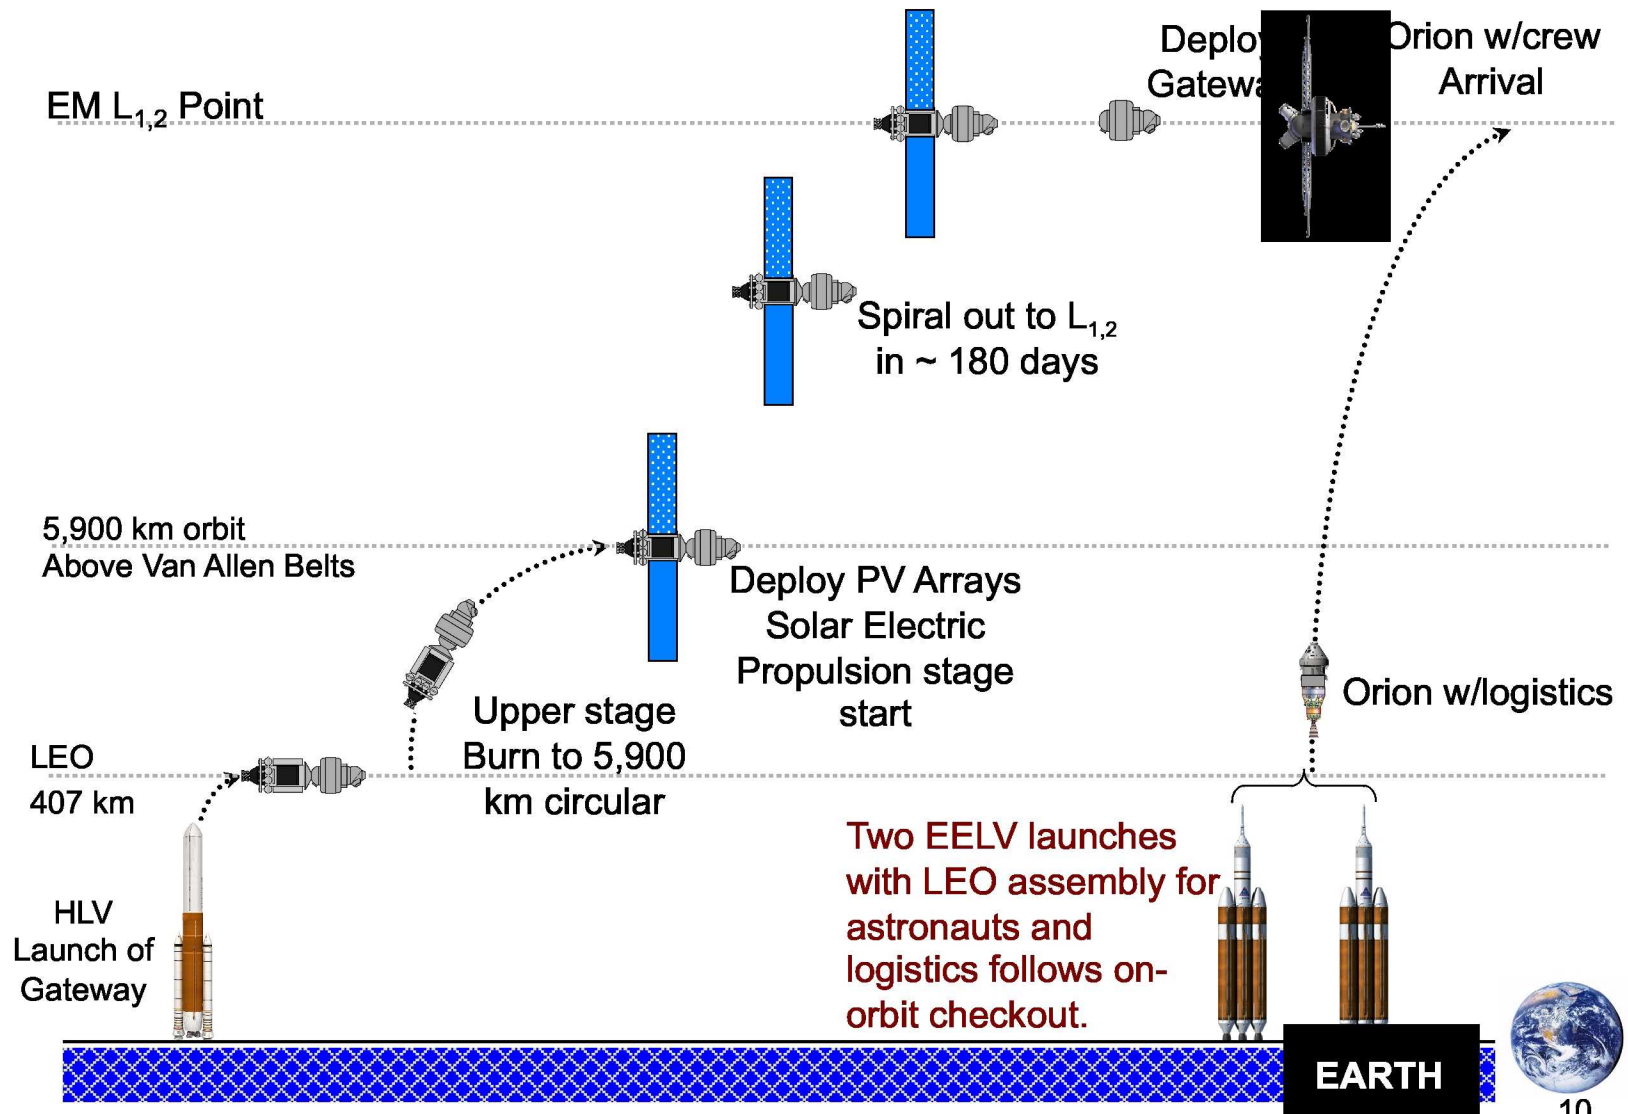 Deploy
Gateway
Orion w/crew
Arrival
EM L1,2 Point
Spiral out to L1,2
in ~ 180 days
5,900 km orbit
Above Van Allen Belts
Deploy PV Arrays
Solar Electric
Propulsion stage
start
Upper stage
Burn to 5,900
km circular
Orion w/logistics
LEO
407 km
Two EELV launches
with LEO assembly for
astronauts and
logistics follows on-
orbit checkout.
HLV
Launch of
Gateway
EARTH
10